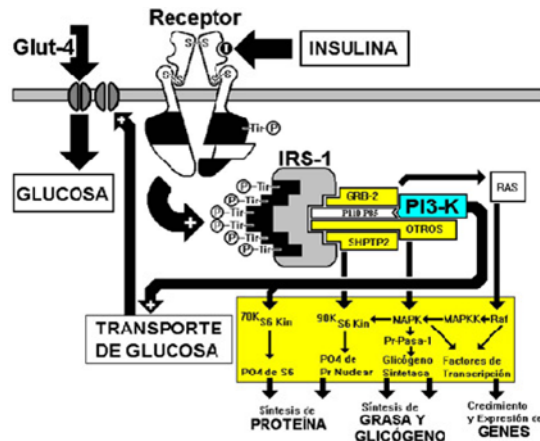 Receptor
Glut-4
INSULINA
S S
Tir P
IRS-1
GLUCOSA
P Tir
P Tir
P Tir
P Tir
P Tir
P Tir
GRB-2
P110 P85
PI3-K
RAS
OTROS
SHPTP2
TRANSPORTE
DE GLUCOSA
70K S6 Kin
90K S6 Kin
MAPK
MAPKK
Raf
Pr-Pasa-1
PO4 de S6
PO4 de
Pr Nuclear
Glicógeno
Sintetasa
Factores de
Transcripción
Síntesis de
PROTEÍNA
Síntesis de
GRASA Y
GLICÓGENO
Crecimiento
y Expresión de
GENES